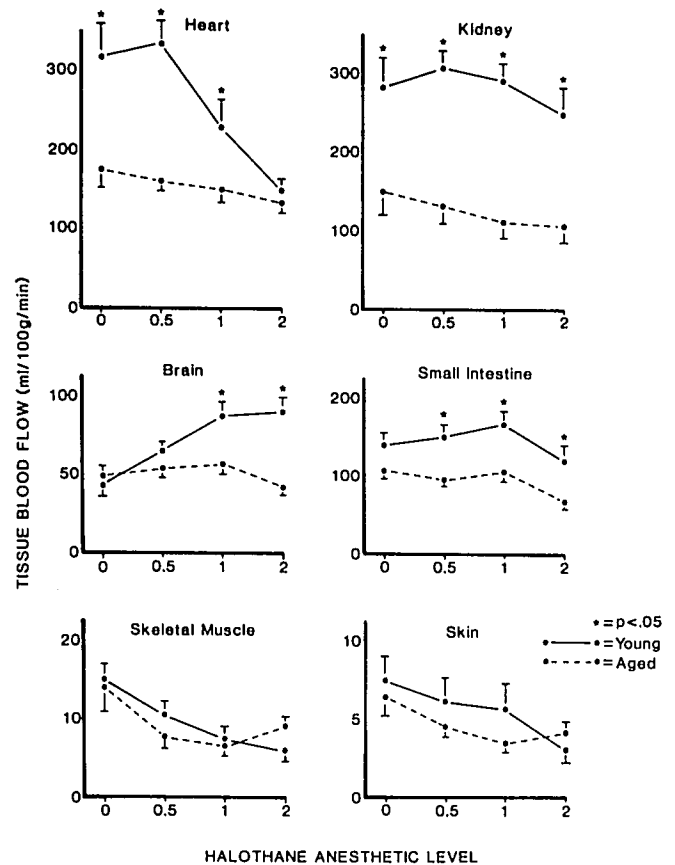 Heart
Kidney
* * *
* * * *
300
200
100
0
0 0.5 1 2
300
200
100
0
0 0.5 1 2
TISSUE BLOOD FLOW (ml/100g/min)
Brain
Small Intestine
* *
* * *
100
50
0
0 0.5 1 2
200
100
0
0 0.5 1 2
Skeletal Muscle
Skin
20
10
0
0 0.5 1 2
10
5
0
0 0.5 1 2
* = p<.05
= Young
= Aged
HALOTHANE ANESTHETIC LEVEL